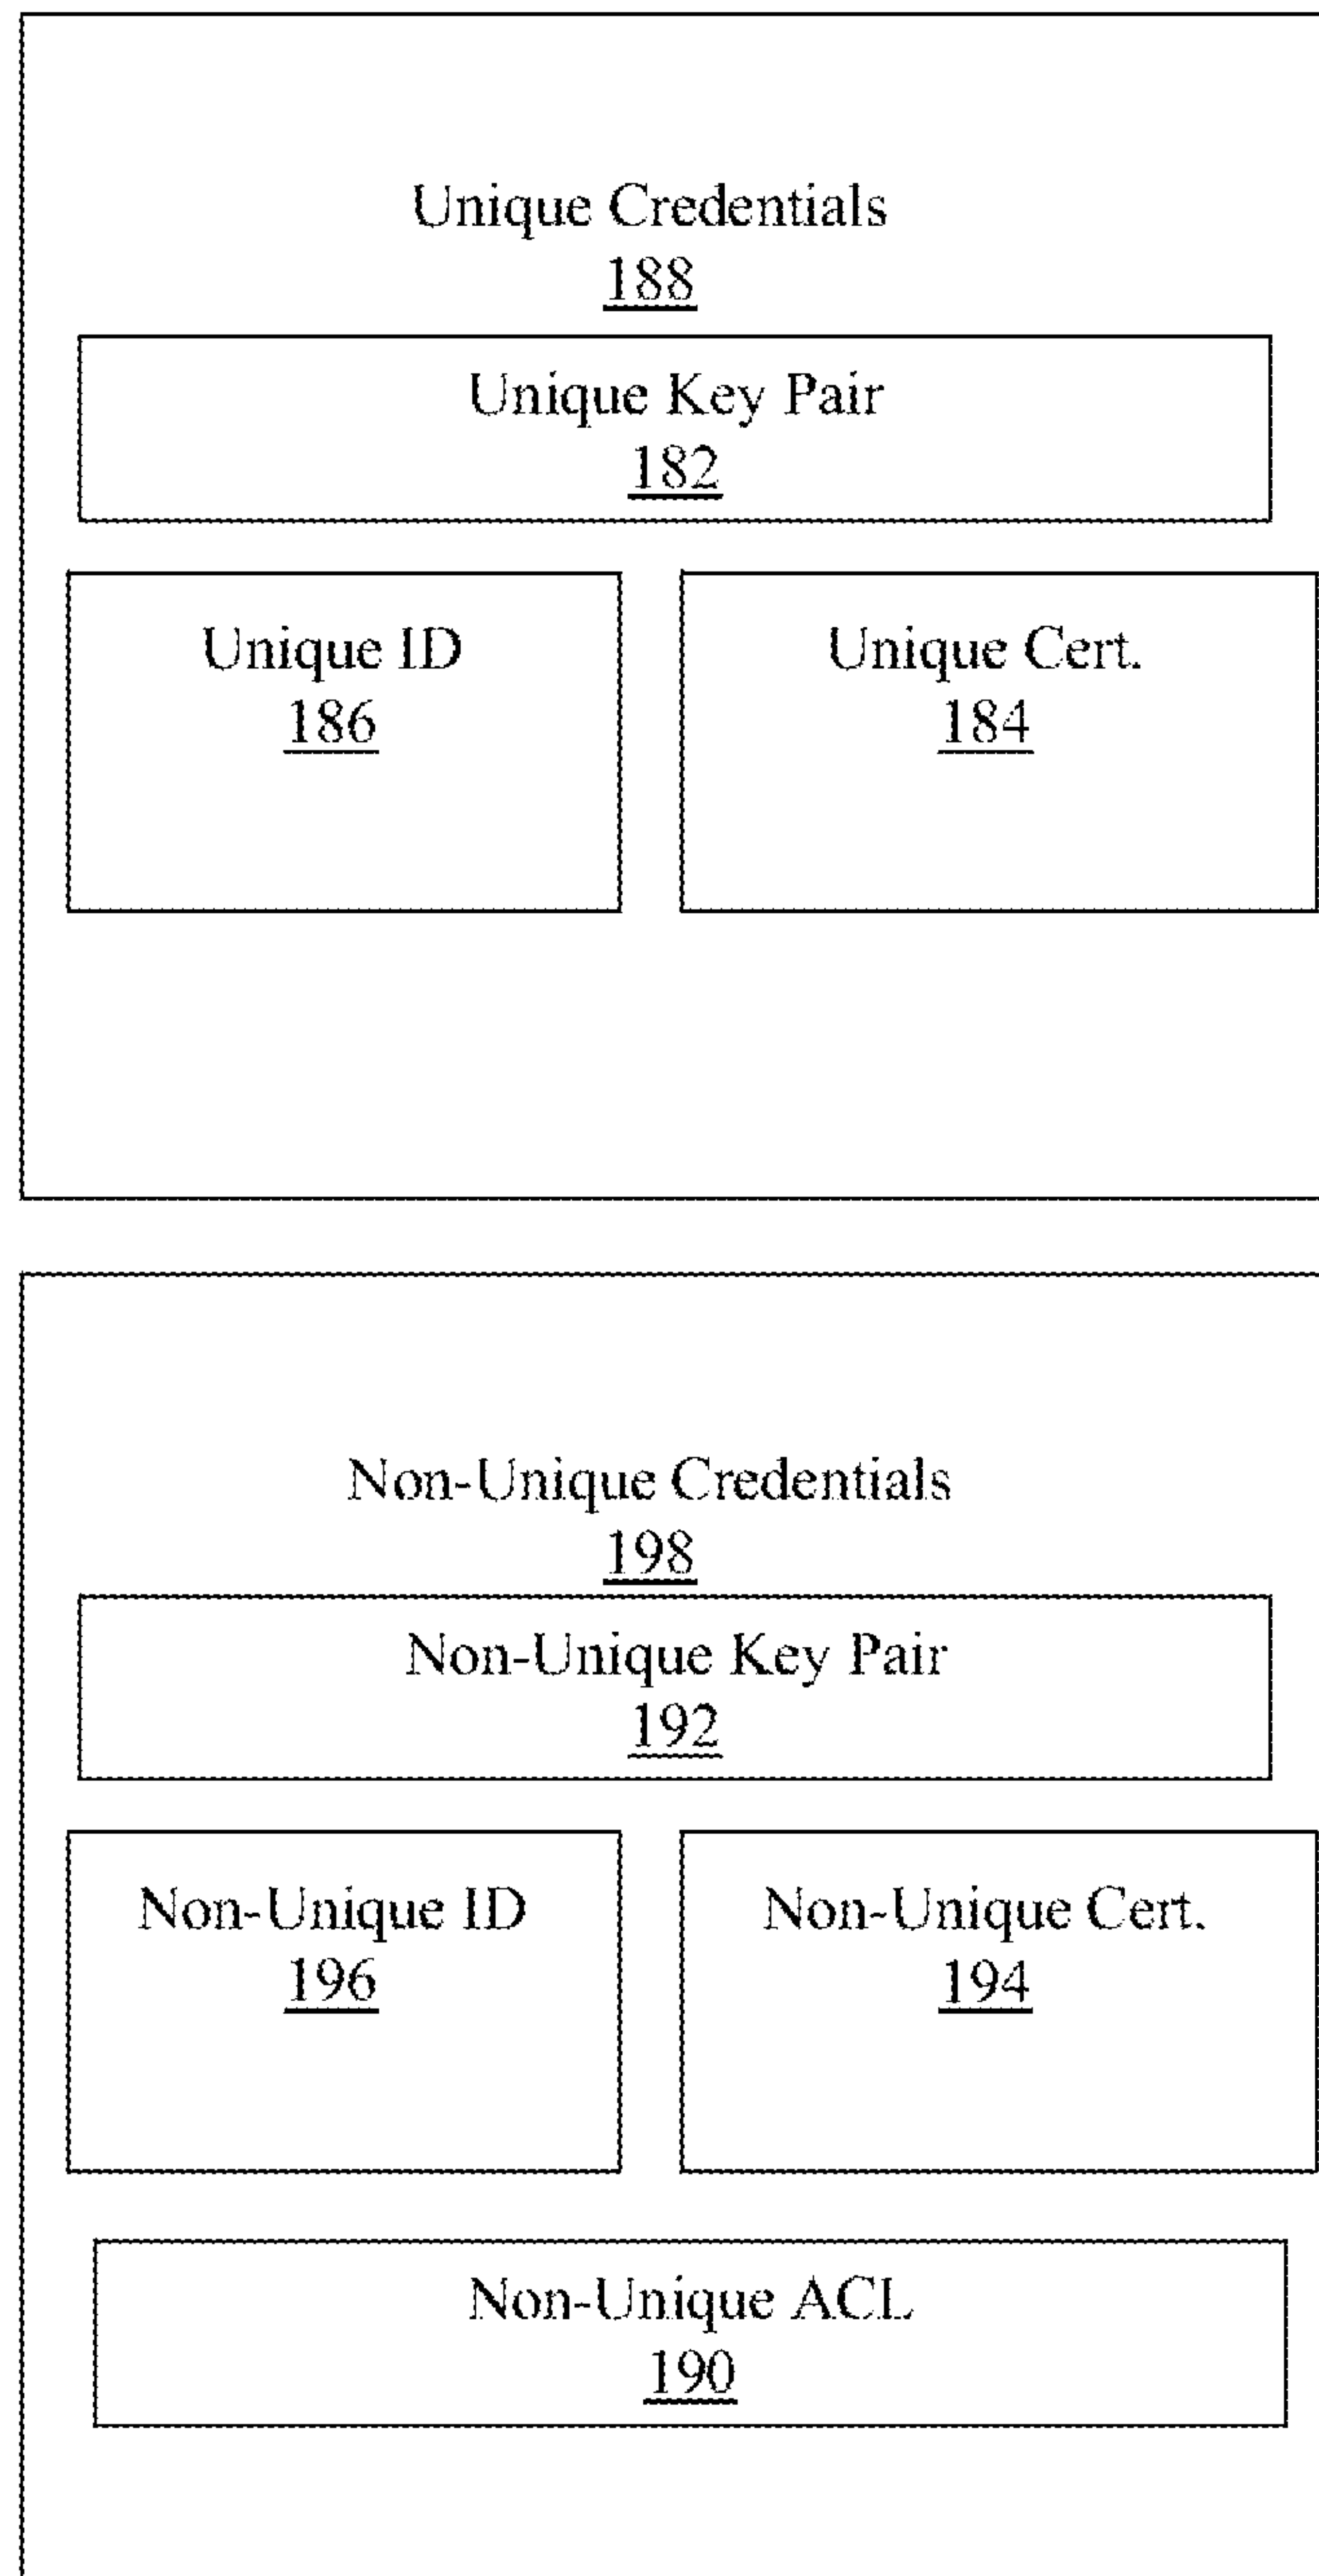 Unique Credentials
188
Unique Key Pair
182
Unique ID
186
Unique Cert.
184
Non-Unique Credentials
198
Non-Unique Key Pair
192
Non-Unique ID
196
Non-Unique Cert.
194
Non-Unique ACL
190